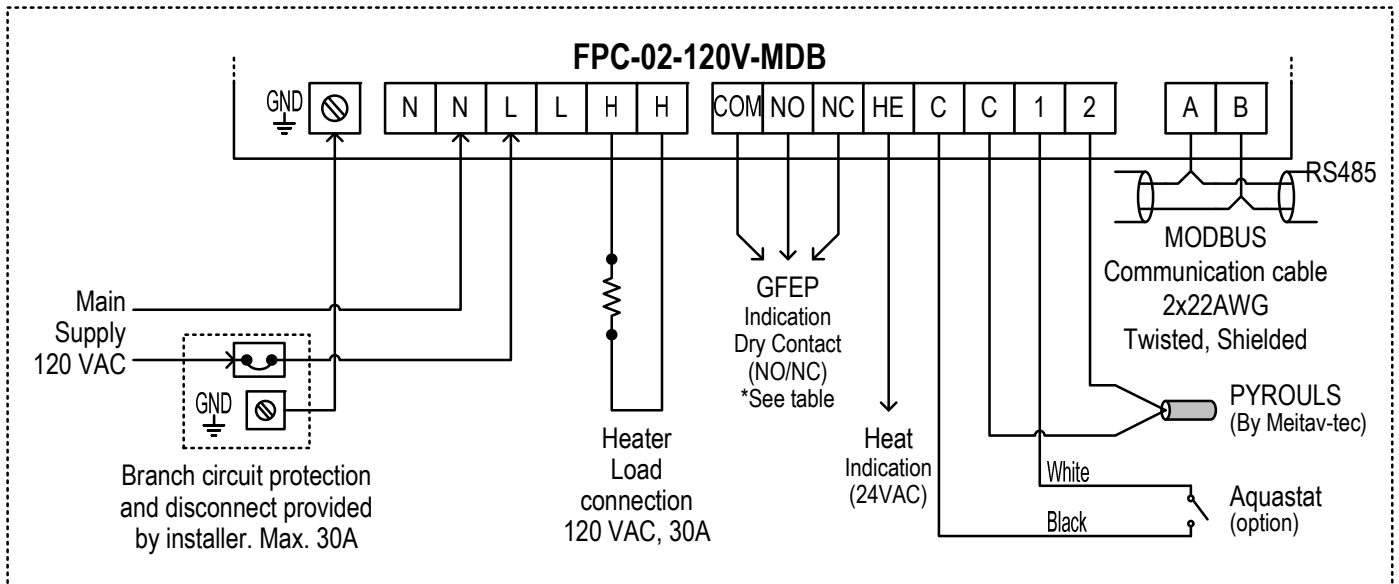 FPC-02-120V-MDB
GND
N N L L H H COM NO NC HE C C 1 2 A B
RS485
MODBUS
Communication cable
2x22AWG
Twisted, Shielded
Main
Supply
120 VAC
GND
Branch circuit protection
and disconnect provided
by installer. Max. 30A
Heater
Load
connection
120 VAC, 30A
GFEP
Indication
Dry Contact
(NO/NC)
*See table
Heat
Indication
(24VAC)
PYROULS
(By Meitav-tec)
White
Black
Aquastat
(option)